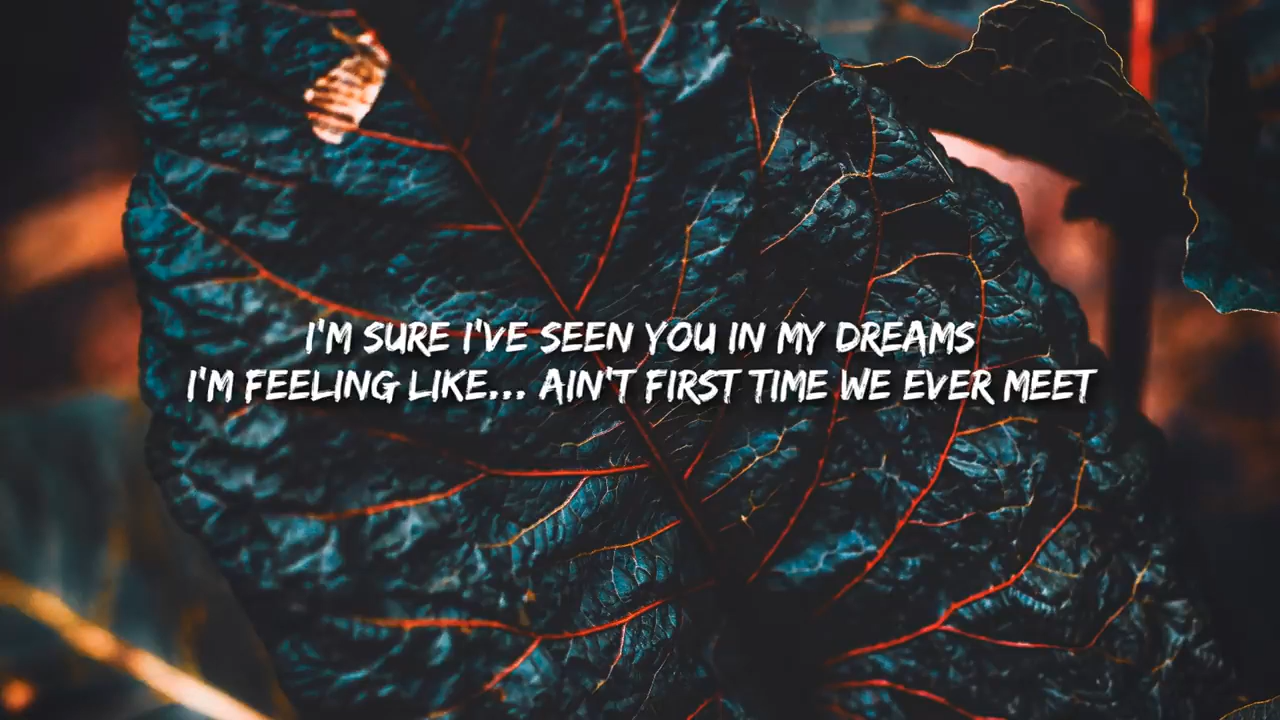 I'M SURE I'VE SEEN YOU IN MY DREAMS
I'M FEELING LIKE... AIN'T FIRST TIME WE EVER MEET